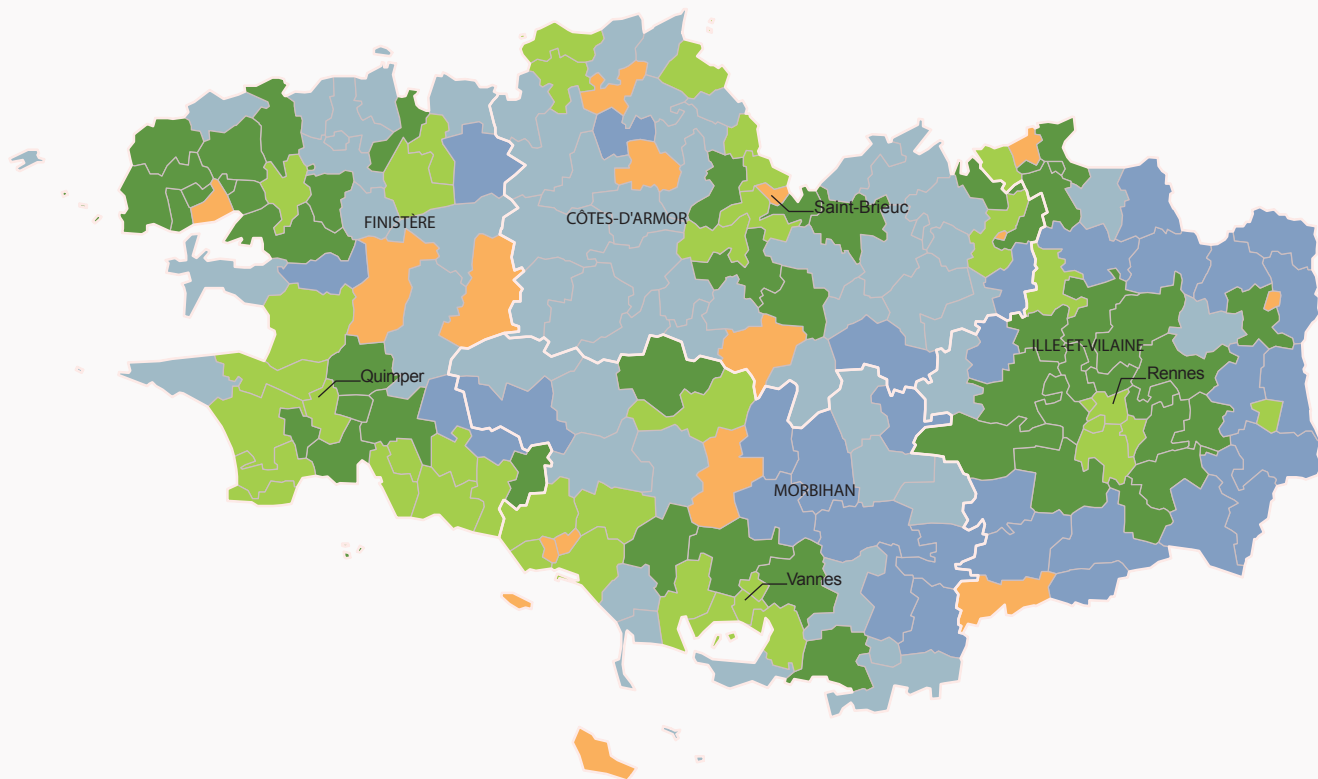 FINISTÈRE
CÔTES-D'ARMOR
Saint-Brieuc
ILLE-ET-VILAINE
Rennes
Quimper
MORBIHAN
Vannes